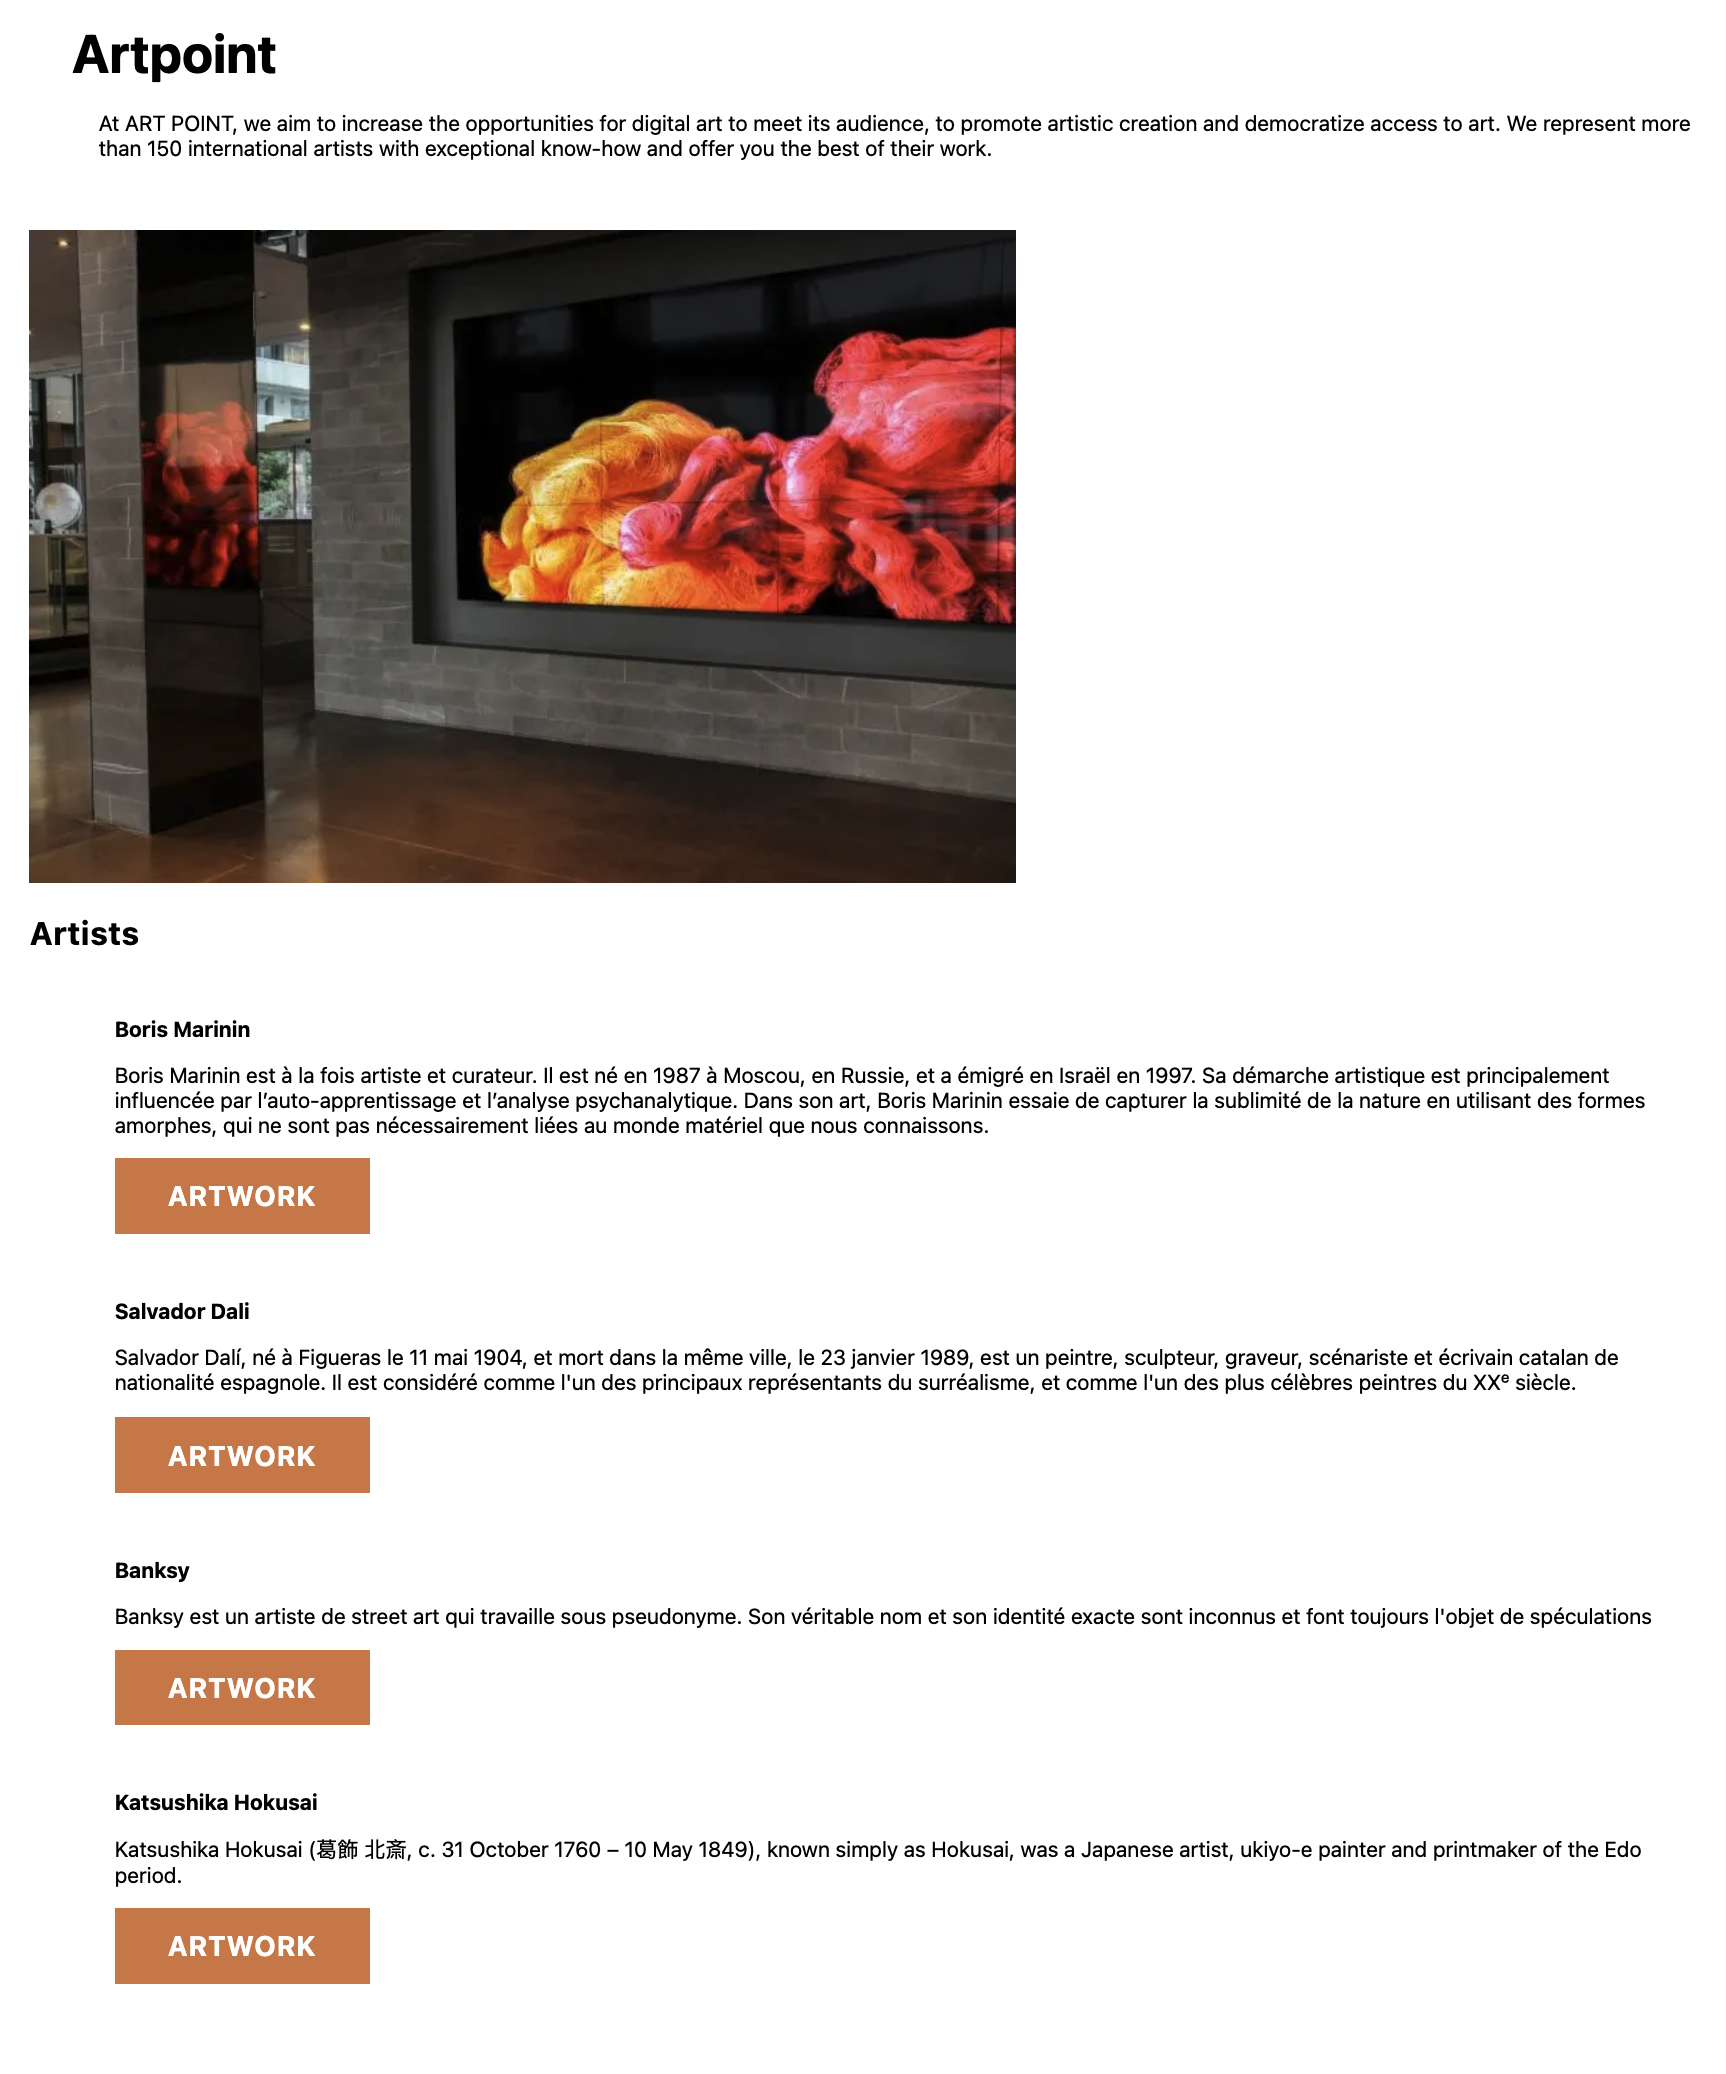 Artpoint
At ART POINT, we aim to increase the opportunities for digital art to meet its audience, to promote artistic creation and democratize access to art. We represent more
than 150 international artists with exceptional know-how and offer you the best of their work.
Artists
Boris Marinin
Boris Marinin est à la fois artiste et curateur. Il est né en 1987 à Moscou, en Russie, et a émigré en Israël en 1997. Sa démarche artistique est principalement
influencée par l’auto-apprentissage et l’analyse psychanalytique. Dans son art, Boris Marinin essaie de capturer la sublimité de la nature en utilisant des formes
amorphes, qui ne sont pas nécessairement liées au monde matériel que nous connaissons.
ARTWORK
Salvador Dali
Salvador Dalí, né à Figueras le 11 mai 1904, et mort dans la même ville, le 23 janvier 1989, est un peintre, sculpteur, graveur, scénariste et écrivain catalan de
nationalité espagnole. Il est considéré comme l'un des principaux représentants du surréalisme, et comme l'un des plus célèbres peintres du XXᵉ siècle.
ARTWORK
Banksy
Banksy est un artiste de street art qui travaille sous pseudonyme. Son véritable nom et son identité exacte sont inconnus et font toujours l'objet de spéculations
ARTWORK
Katsushika Hokusai
Katsushika Hokusai (葛飾 北斎, c. 31 October 1760 – 10 May 1849), known simply as Hokusai, was a Japanese artist, ukiyo-e painter and printmaker of the Edo
period.
ARTWORK